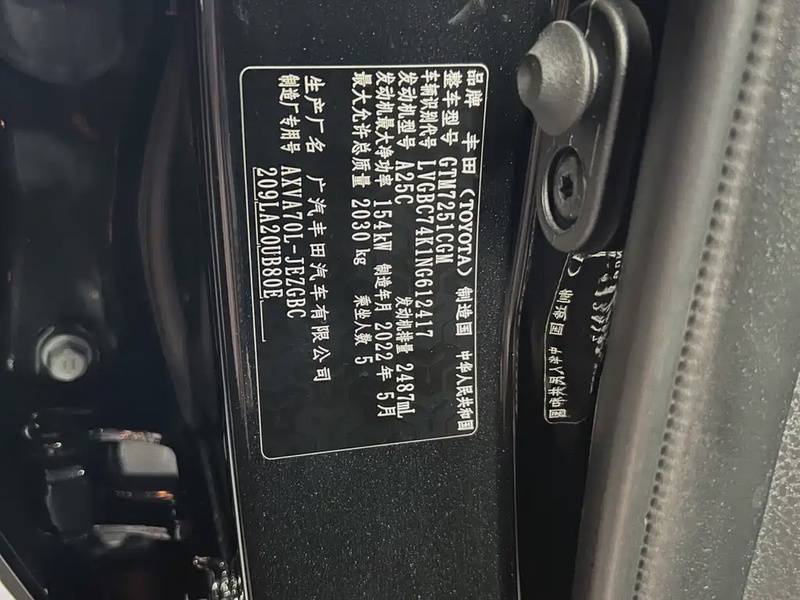 品牌 丰田（TOYOTA） 制造国 中华人民共和国
整车型号 GTM7251CGM
车辆识别代号 LVGBC74K1NG612417
发动机型号 A25C 发动机排量 2487mL
发动机最大净功率 154kW 制造年月 2022年5月
最大允许总质量 2030kg 乘坐人数 5
生产厂名 广汽丰田汽车有限公司
制造厂专用号 AXVA70L-JEZGBC
209LA20UB80E